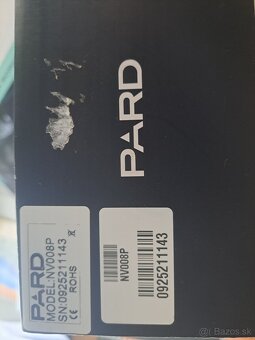 PARD
PARD
MODEL:NV008P
SN:0925211143
CE ROHS
NV008P
0925211143
Bazos.sk